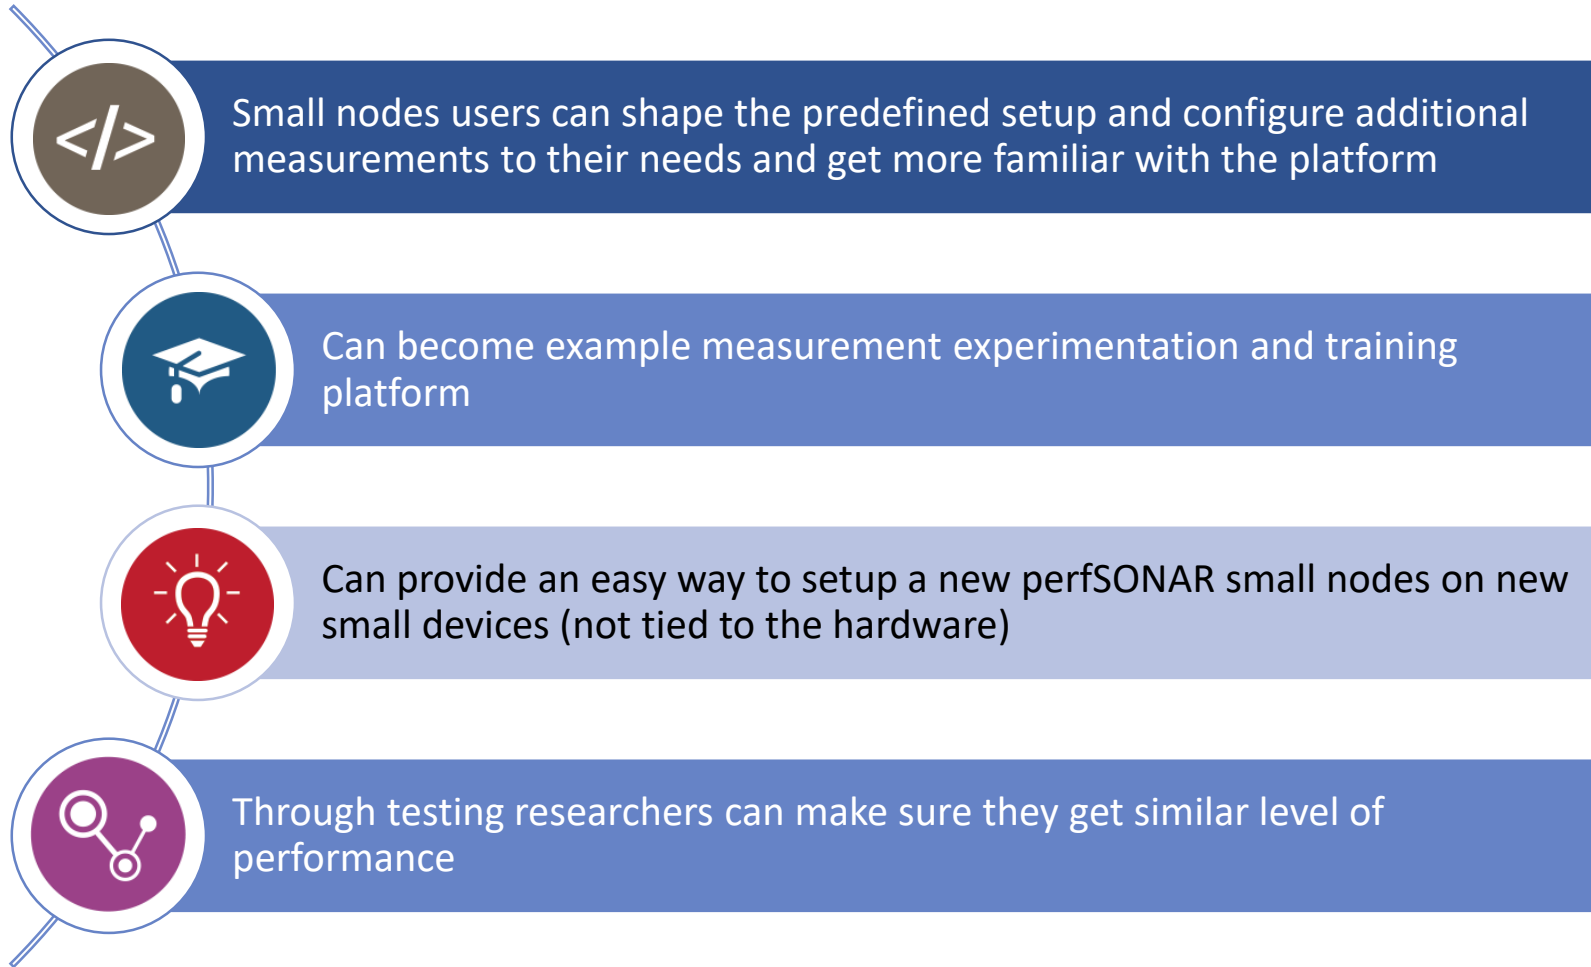 </>
Small nodes users can shape the predefined setup and configure additional
measurements to their needs and get more familiar with the platform
Can become example measurement experimentation and training
platform
Can provide an easy way to setup a new perfSONAR small nodes on new
small devices (not tied to the hardware)
Through testing researchers can make sure they get similar level of
performance